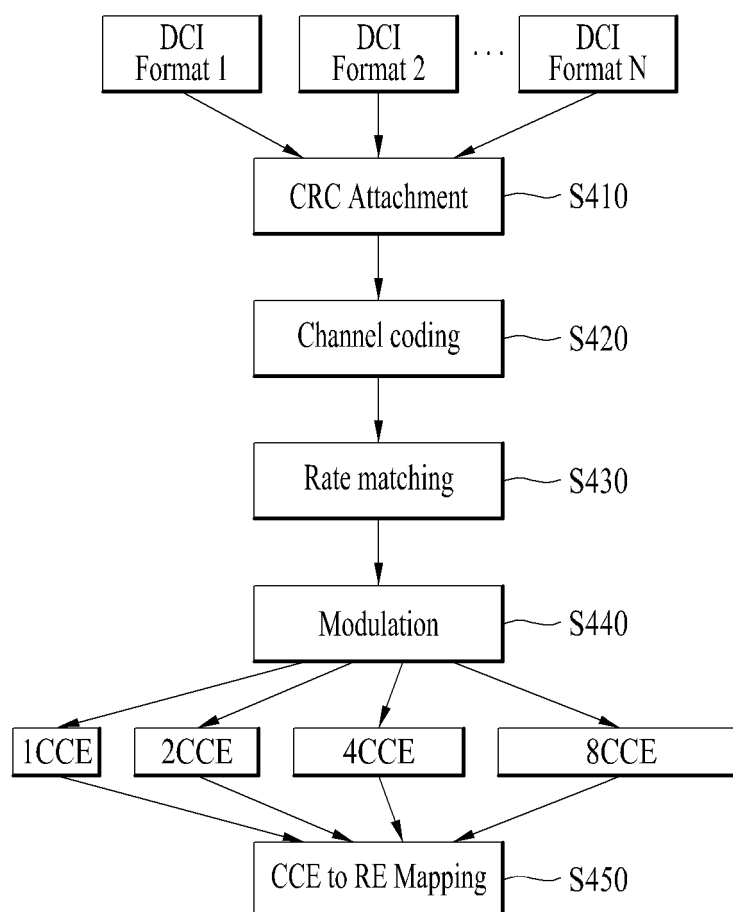 DCI
Format 1
DCI
Format 2
...
DCI
Format N
CRC Attachment
S410
Channel coding
S420
Rate matching
S430
Modulation
S440
1CCE
2CCE
4CCE
8CCE
CCE to RE Mapping
S450